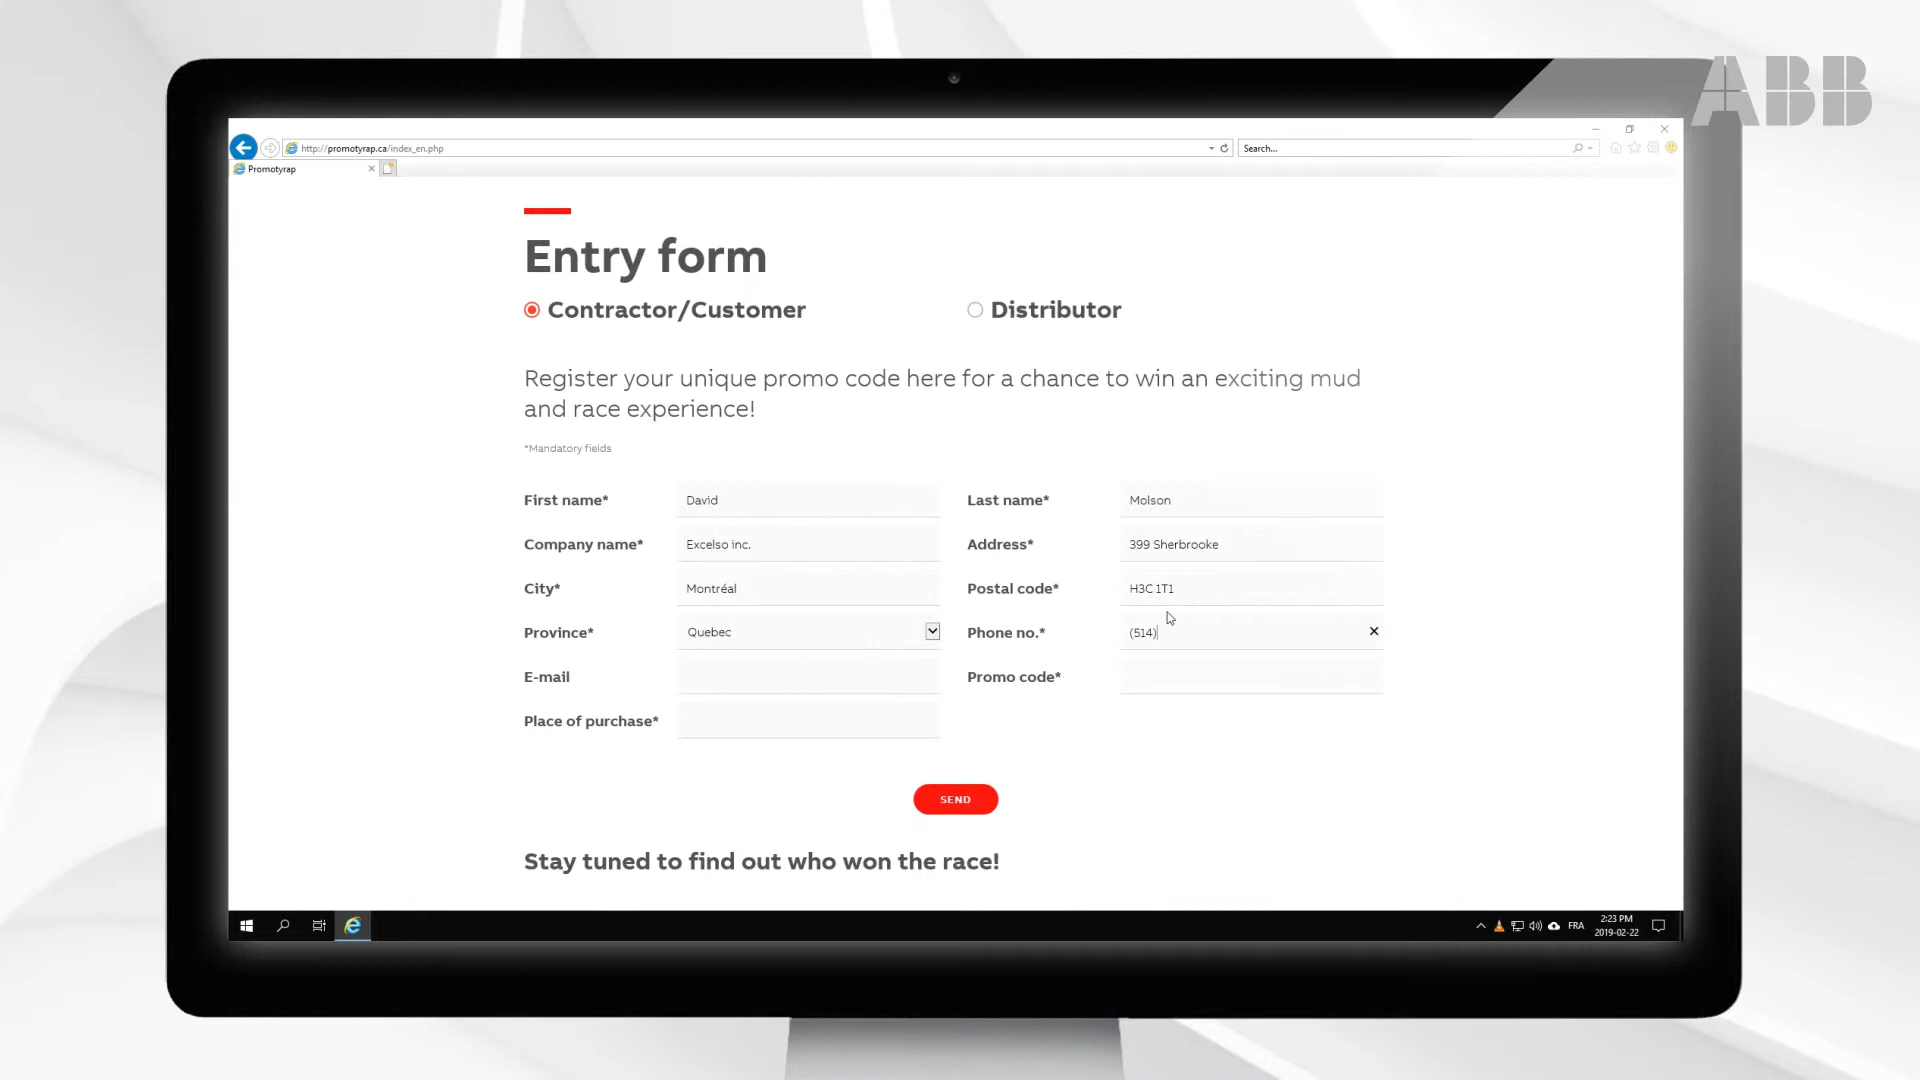 ABB
http://promotyrap.ca/index_en.php
Search...
Promotyrap
Entry form
Contractor/Customer
Distributor
Register your unique promo code here for a chance to win an exciting mud
and race experience!
*Mandatory fields
First name* David
Last name* Molson
Company name* Excelso inc.
Address* 399 Sherbrooke
City* Montréal
Postal code* H3C 1T1
Province* Quebec
Phone no.* (514)
E-mail
Promo code*
Place of purchase*
SEND
Stay tuned to find out who won the race!
FRA
2:23 PM
2019-02-22